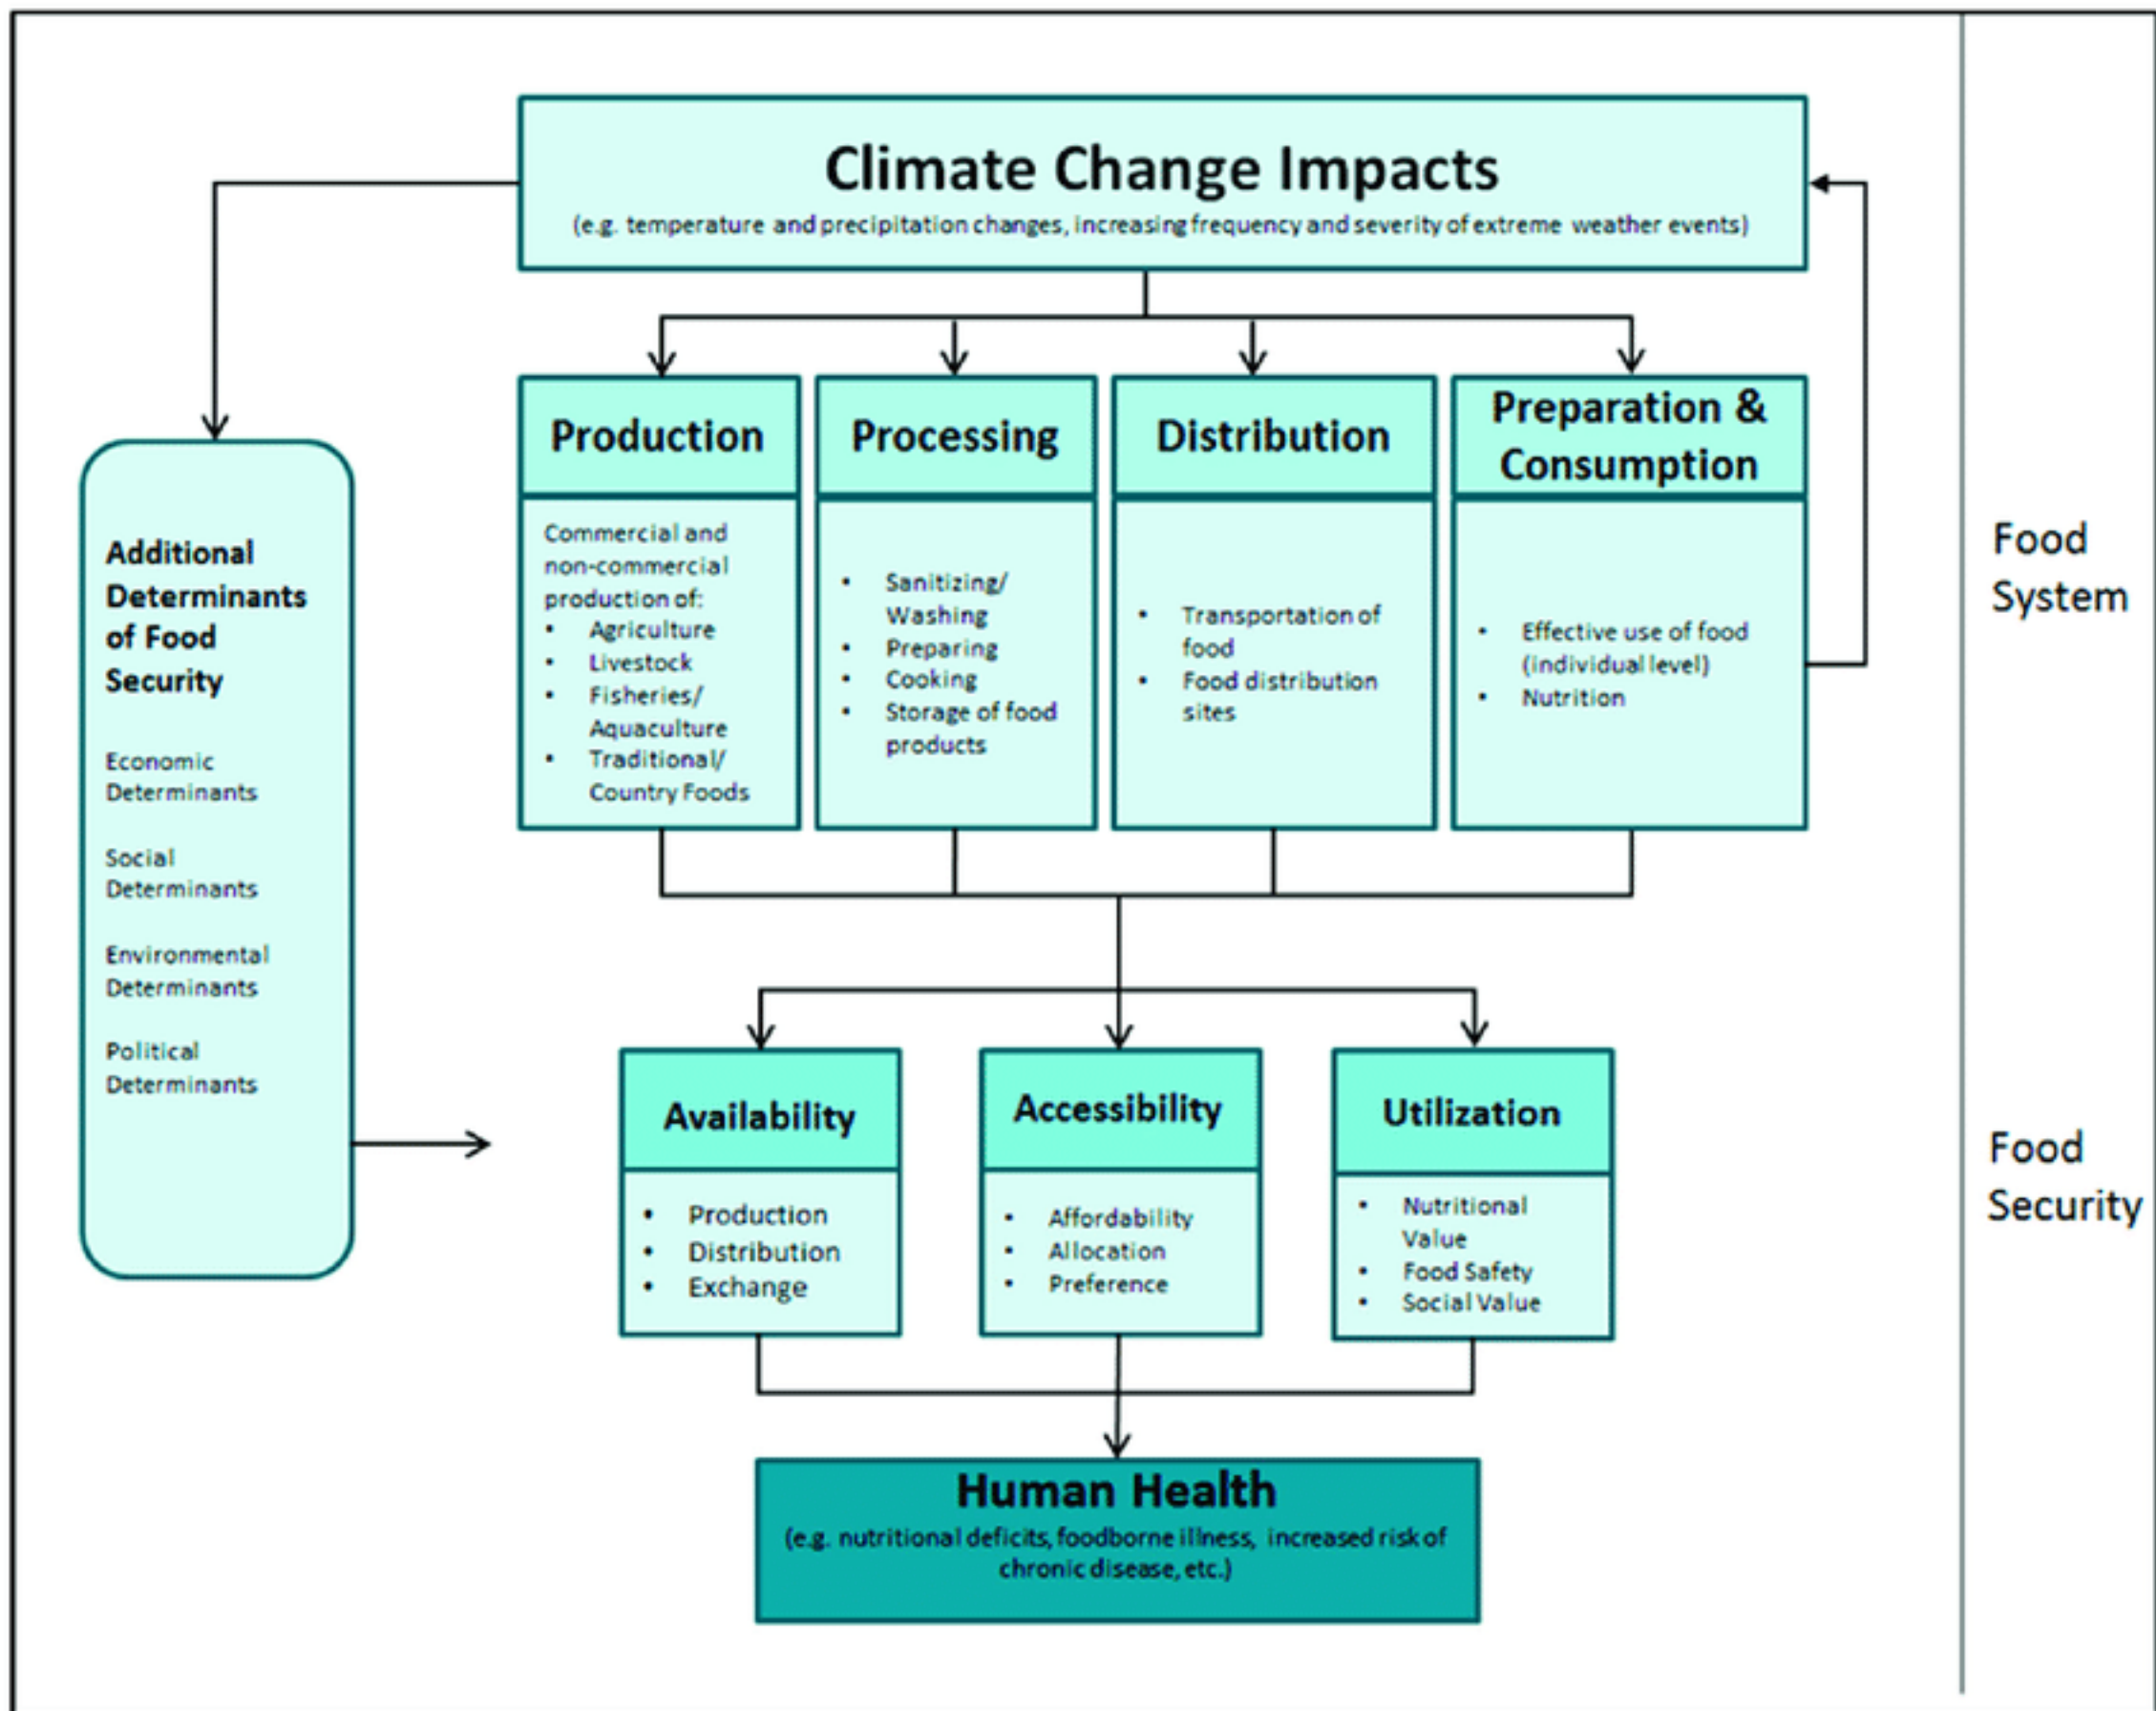 Climate Change Impacts
(e.g. temperature and precipitation changes, increasing frequency and severity of extreme weather events)
Production
Commercial and
non-commercial
production of:
• Agriculture
• Livestock
• Fisheries/
Aquaculture
• Traditional/
Country Foods
Processing
• Sanitizing/
Washing
• Preparing
• Cooking
• Storage of food
products
Distribution
• Transportation of
food
• Food distribution
sites
Preparation &
Consumption
• Effective use of food
(individual level)
• Nutrition
Food
System
Additional
Determinants
of Food
Security
Economic
Determinants
Social
Determinants
Environmental
Determinants
Political
Determinants
Availability
• Production
• Distribution
• Exchange
Accessibility
• Affordability
• Allocation
• Preference
Utilization
• Nutritional
Value
• Food Safety
• Social Value
Food
Security
Human Health
(e.g. nutritional deficits, foodborne illness, increased risk of
chronic disease, etc.)